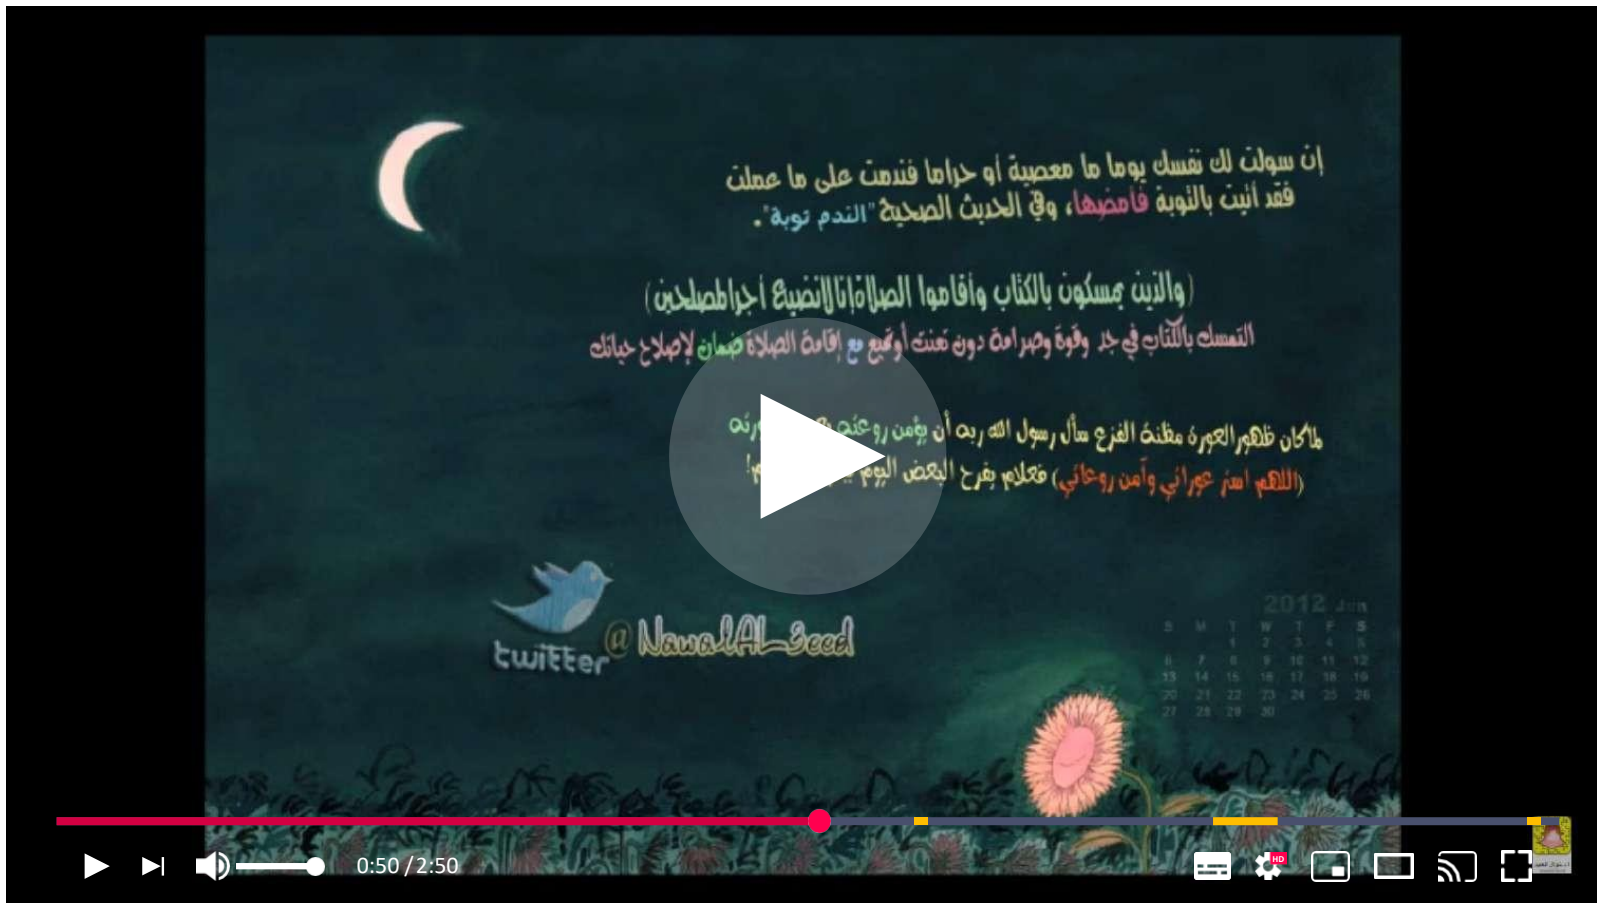 إن سولت لك نفسك يوما ما معصية أو حراما فندمت على ما عملت
فقد أتيت بالتوبة فأمضها، وفي الحديث الصحيح "الندم توبة".
(والذين يمسكون بالكتاب وأقاموا الصلاة إنا لا نضيع أجر المصلحين)
التمسك بالكتاب في جد وقوة وصرامة دون تعنت أو تميع مع إقامة الصلاة ضمان لإصلاح حياتك
لما كان ظهور العورة مظنة الفزع سأل رسول الله ربه أن يؤمن روعته
(اللهم استر عوراتي وآمن روعاتي) فعلام يفرح البعض اليوم
twitter
@NawalAL_3eed
2012 Jun
S M T W T F S
1 2 3 4 5
6 7 8 9 10 11 12
13 14 15 16 17 18 19
20 21 22 23 24 25 26
27 28 29 30
0:50 / 2:50
HD